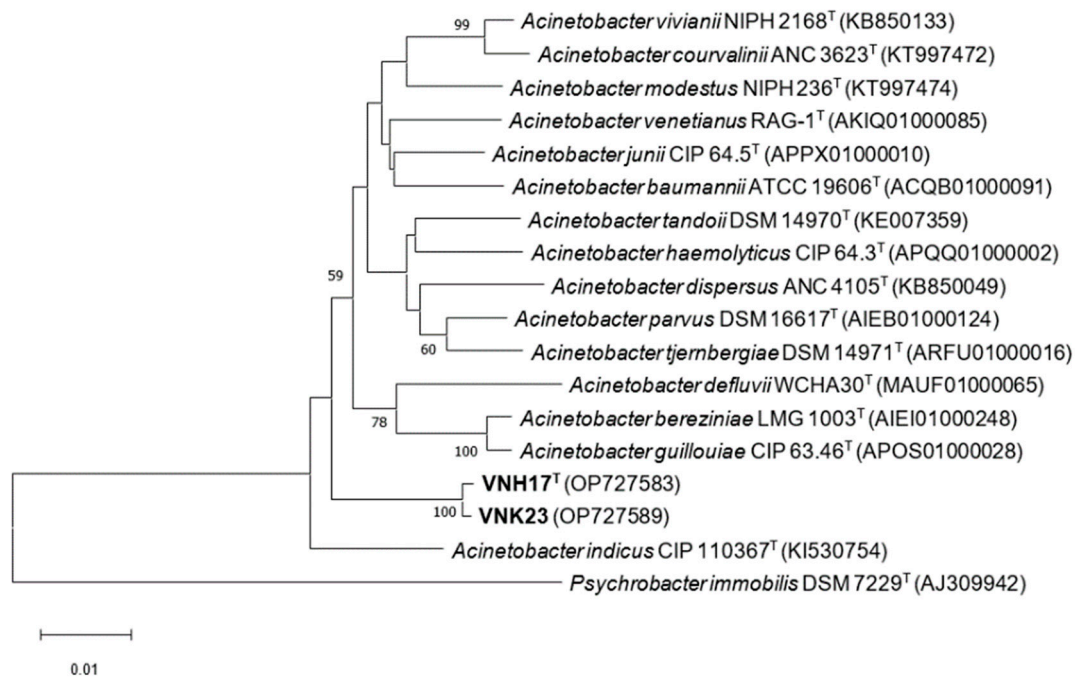 99
Acinetobacter vivianii NIPH 2168ᵀ (KB850133)
Acinetobacter courvalinii ANC 3623ᵀ (KT997472)
Acinetobacter modestus NIPH 236ᵀ (KT997474)
Acinetobacter venetianus RAG-1ᵀ (AKIQ01000085)
Acinetobacter junii CIP 64.5ᵀ (APPX01000010)
Acinetobacter baumannii ATCC 19606ᵀ (ACQB01000091)
Acinetobacter tandoii DSM 14970ᵀ (KE007359)
Acinetobacter haemolyticus CIP 64.3ᵀ (APQQ01000002)
59
Acinetobacter dispersus ANC 4105ᵀ (KB850049)
Acinetobacter parvus DSM 16617ᵀ (AIEB01000124)
60
Acinetobacter tjernbergiae DSM 14971ᵀ (ARFU01000016)
Acinetobacter defluvii WCHA30ᵀ (MAUF01000065)
78
Acinetobacter bereziniae LMG 1003ᵀ (AIEI01000248)
100
Acinetobacter guillouiae CIP 63.46ᵀ (APOS01000028)
VNH17ᵀ (OP727583)
100
VNK23 (OP727589)
Acinetobacter indicus CIP 110367ᵀ (KI530754)
Psychrobacter immobilis DSM 7229ᵀ (AJ309942)
0.01